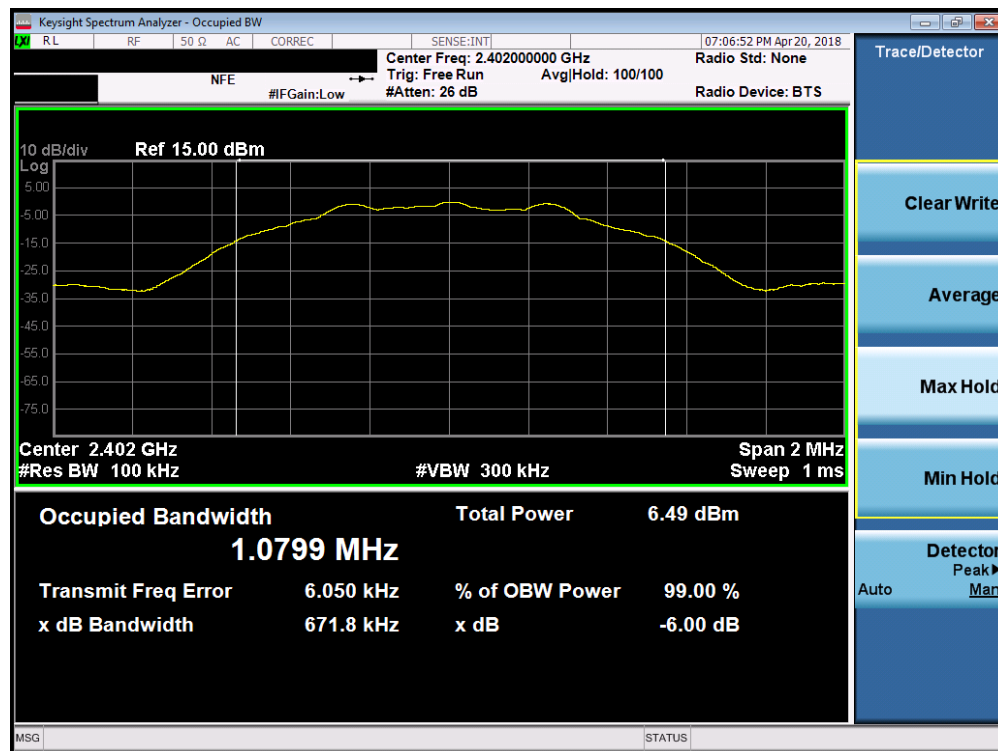 Keysight Spectrum Analyzer - Occupied BW
LXI RL RF 50 Ω AC CORREC SENSE:INT 07:06:52 PM Apr 20, 2018
Center Freq: 2.402000000 GHz Radio Std: None
NFE Trig: Free Run Avg|Hold: 100/100
#IFGain:Low #Atten: 26 dB Radio Device: BTS
10 dB/div Ref 15.00 dBm
Log
5.00
-5.00
-15.0
-25.0
-35.0
-45.0
-55.0
-65.0
-75.0
Center 2.402 GHz Span 2 MHz
#Res BW 100 kHz #VBW 300 kHz Sweep 1 ms
Occupied Bandwidth Total Power 6.49 dBm
1.0799 MHz
Transmit Freq Error 6.050 kHz % of OBW Power 99.00 %
x dB Bandwidth 671.8 kHz x dB -6.00 dB
MSG STATUS
Trace/Detector
Clear Write
Average
Max Hold
Min Hold
Detector
Peak▶
Auto Man